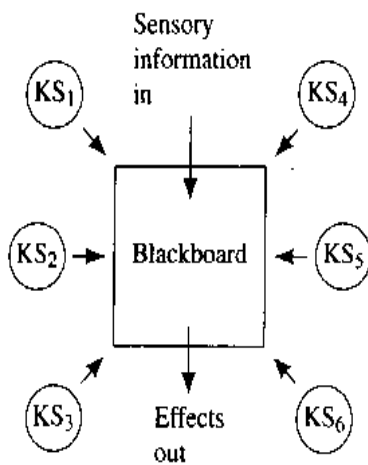 Sensory
information
in
KS₁
KS₄
KS₂
Blackboard
KS₅
KS₃
Effects
out
KS₆